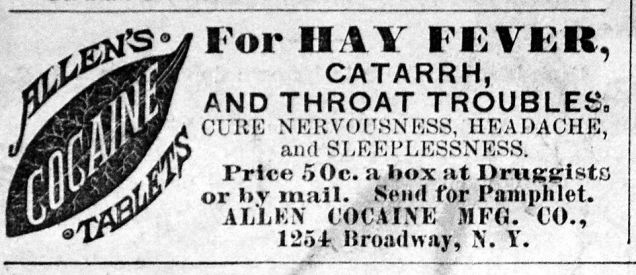 ALLEN'S
COCAINE
TABLETS
For HAY FEVER,
CATARRH,
AND THROAT TROUBLES.
CURE NERVOUSNESS, HEADACHE,
and SLEEPLESSNESS.
Price 50c. a box at Druggists
or by mail. Send for Pamphlet.
ALLEN COCAINE MFG. CO.,
1254 Broadway, N. Y.